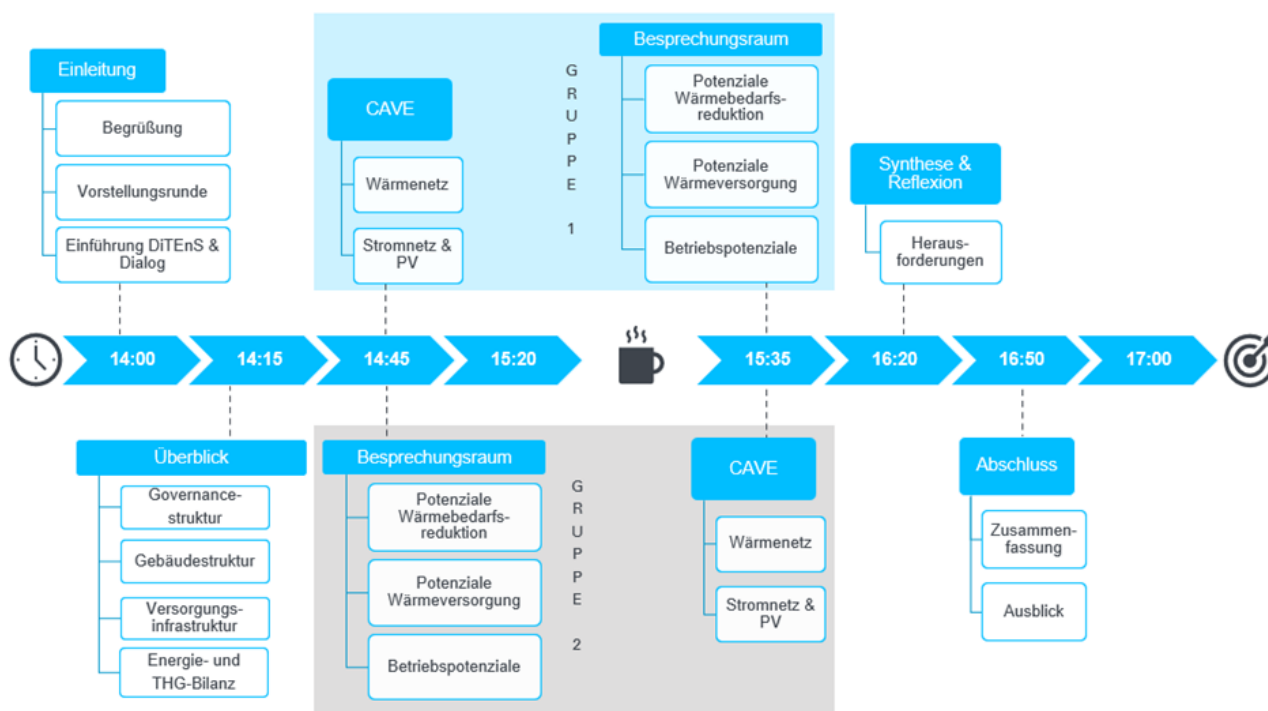 Einleitung
Begrüßung
Vorstellungsrunde
Einführung DiTEnS &
Dialog
CAVE
Wärmenetz
Stromnetz &
PV
GRUPPE 1
Besprechungsraum
Potenziale
Wärmebedarfs-
reduktion
Potenziale
Wärmeversorgung
Betriebspotenziale
Synthese &
Reflexion
Heraus-
forderungen
14:00
14:15
14:45
15:20
15:35
16:20
16:50
17:00
Überblick
Governance-
struktur
Gebäudestruktur
Versorgungs-
infrastruktur
Energie- und
THG-Bilanz
Besprechungsraum
Potenziale
Wärmebedarfs-
reduktion
Potenziale
Wärmeversorgung
Betriebspotenziale
GRUPPE 2
CAVE
Wärmenetz
Stromnetz &
PV
Abschluss
Zusammen-
fassung
Ausblick